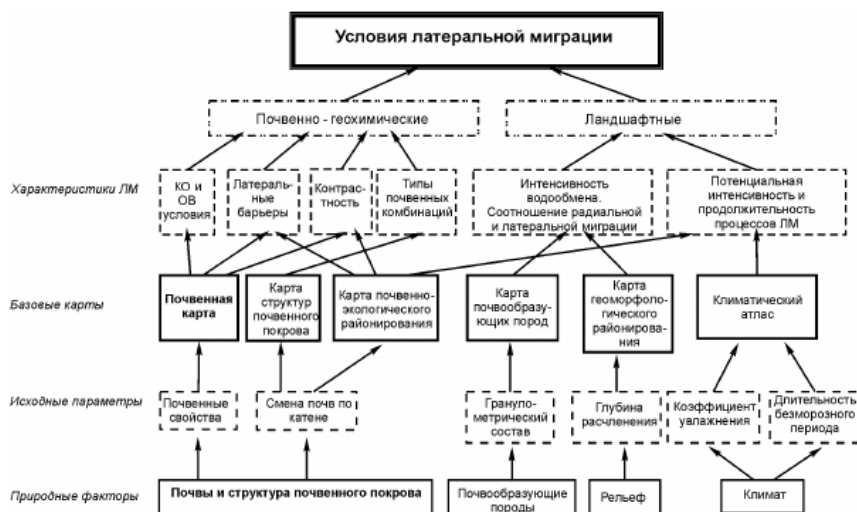 Условия латеральной миграции
Почвенно - геохимические
Ландшафтные
Характеристики ЛМ
КО и
ОВ
условия
Латераль-
ные
барьеры
Контрас-
тность
Типы
почвенных
комбинаций
Интенсивность
водообмена.
Соотношение радиальной
и латеральной миграции
Потенциальная
интенсивность и
продолжительность
процессов ЛМ
Базовые карты
Почвенная
карта
Карта
структур
почвенного
покрова
Карта почвенно-
экологического
районирования
Карта
почвообразу-
ющих пород
Карта
геоморфоло-
гического
районирова-
ния
Климатический
атлас
Исходные параметры
Почвенные
свойства
Смена почв по
катене
Грануло-
метрический
состав
Глубина
расчленения
Коэффициент
увлажнения
Длительность
безморозного
периода
Природные факторы
Почвы и структура почвенного покрова
Почвообразующие
породы
Рельеф
Климат